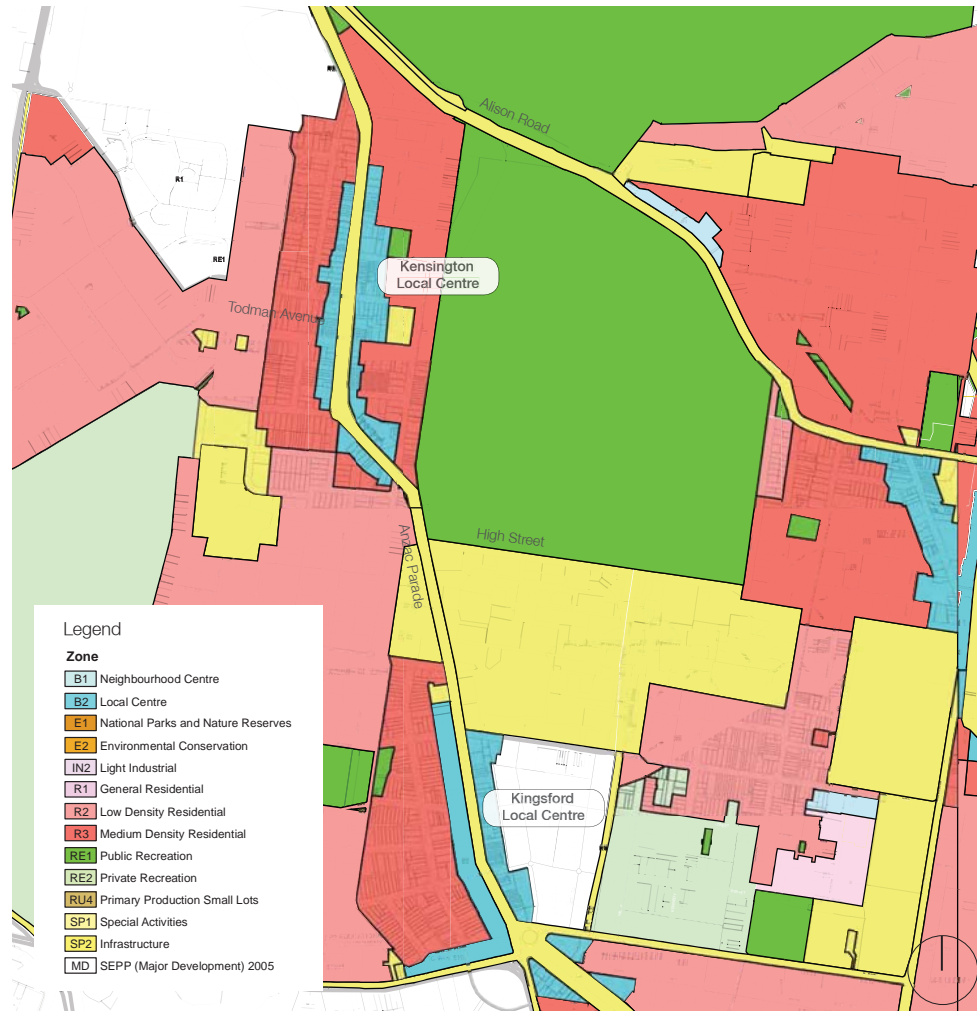 Alison Road
R1
RE1
Kensington
Local Centre
Todman Avenue
High Street
Anzac Parade
Kingsford
Local Centre
Legend
Zone
B1 Neighbourhood Centre
B2 Local Centre
E1 National Parks and Nature Reserves
E2 Environmental Conservation
IN2 Light Industrial
R1 General Residential
R2 Low Density Residential
R3 Medium Density Residential
RE1 Public Recreation
RE2 Private Recreation
RU4 Primary Production Small Lots
SP1 Special Activities
SP2 Infrastructure
MD SEPP (Major Development) 2005